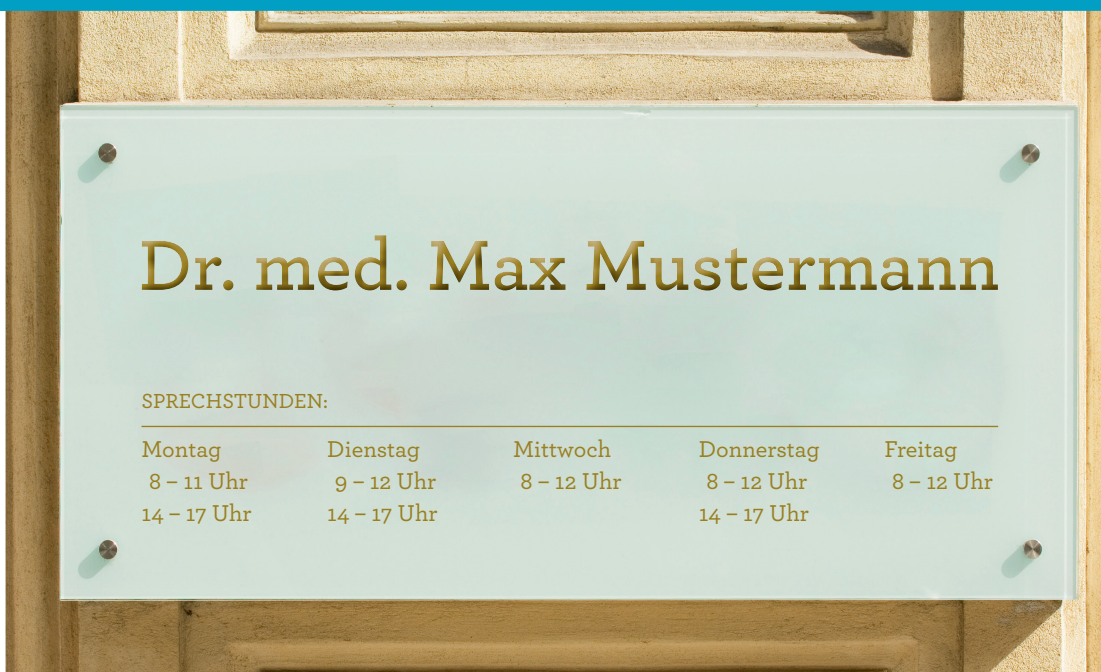 Dr. med. Max Mustermann
SPRECHSTUNDEN:
Montag Dienstag Mittwoch Donnerstag Freitag
8 – 11 Uhr 9 – 12 Uhr 8 – 12 Uhr 8 – 12 Uhr 8 – 12 Uhr
14 – 17 Uhr 14 – 17 Uhr 14 – 17 Uhr